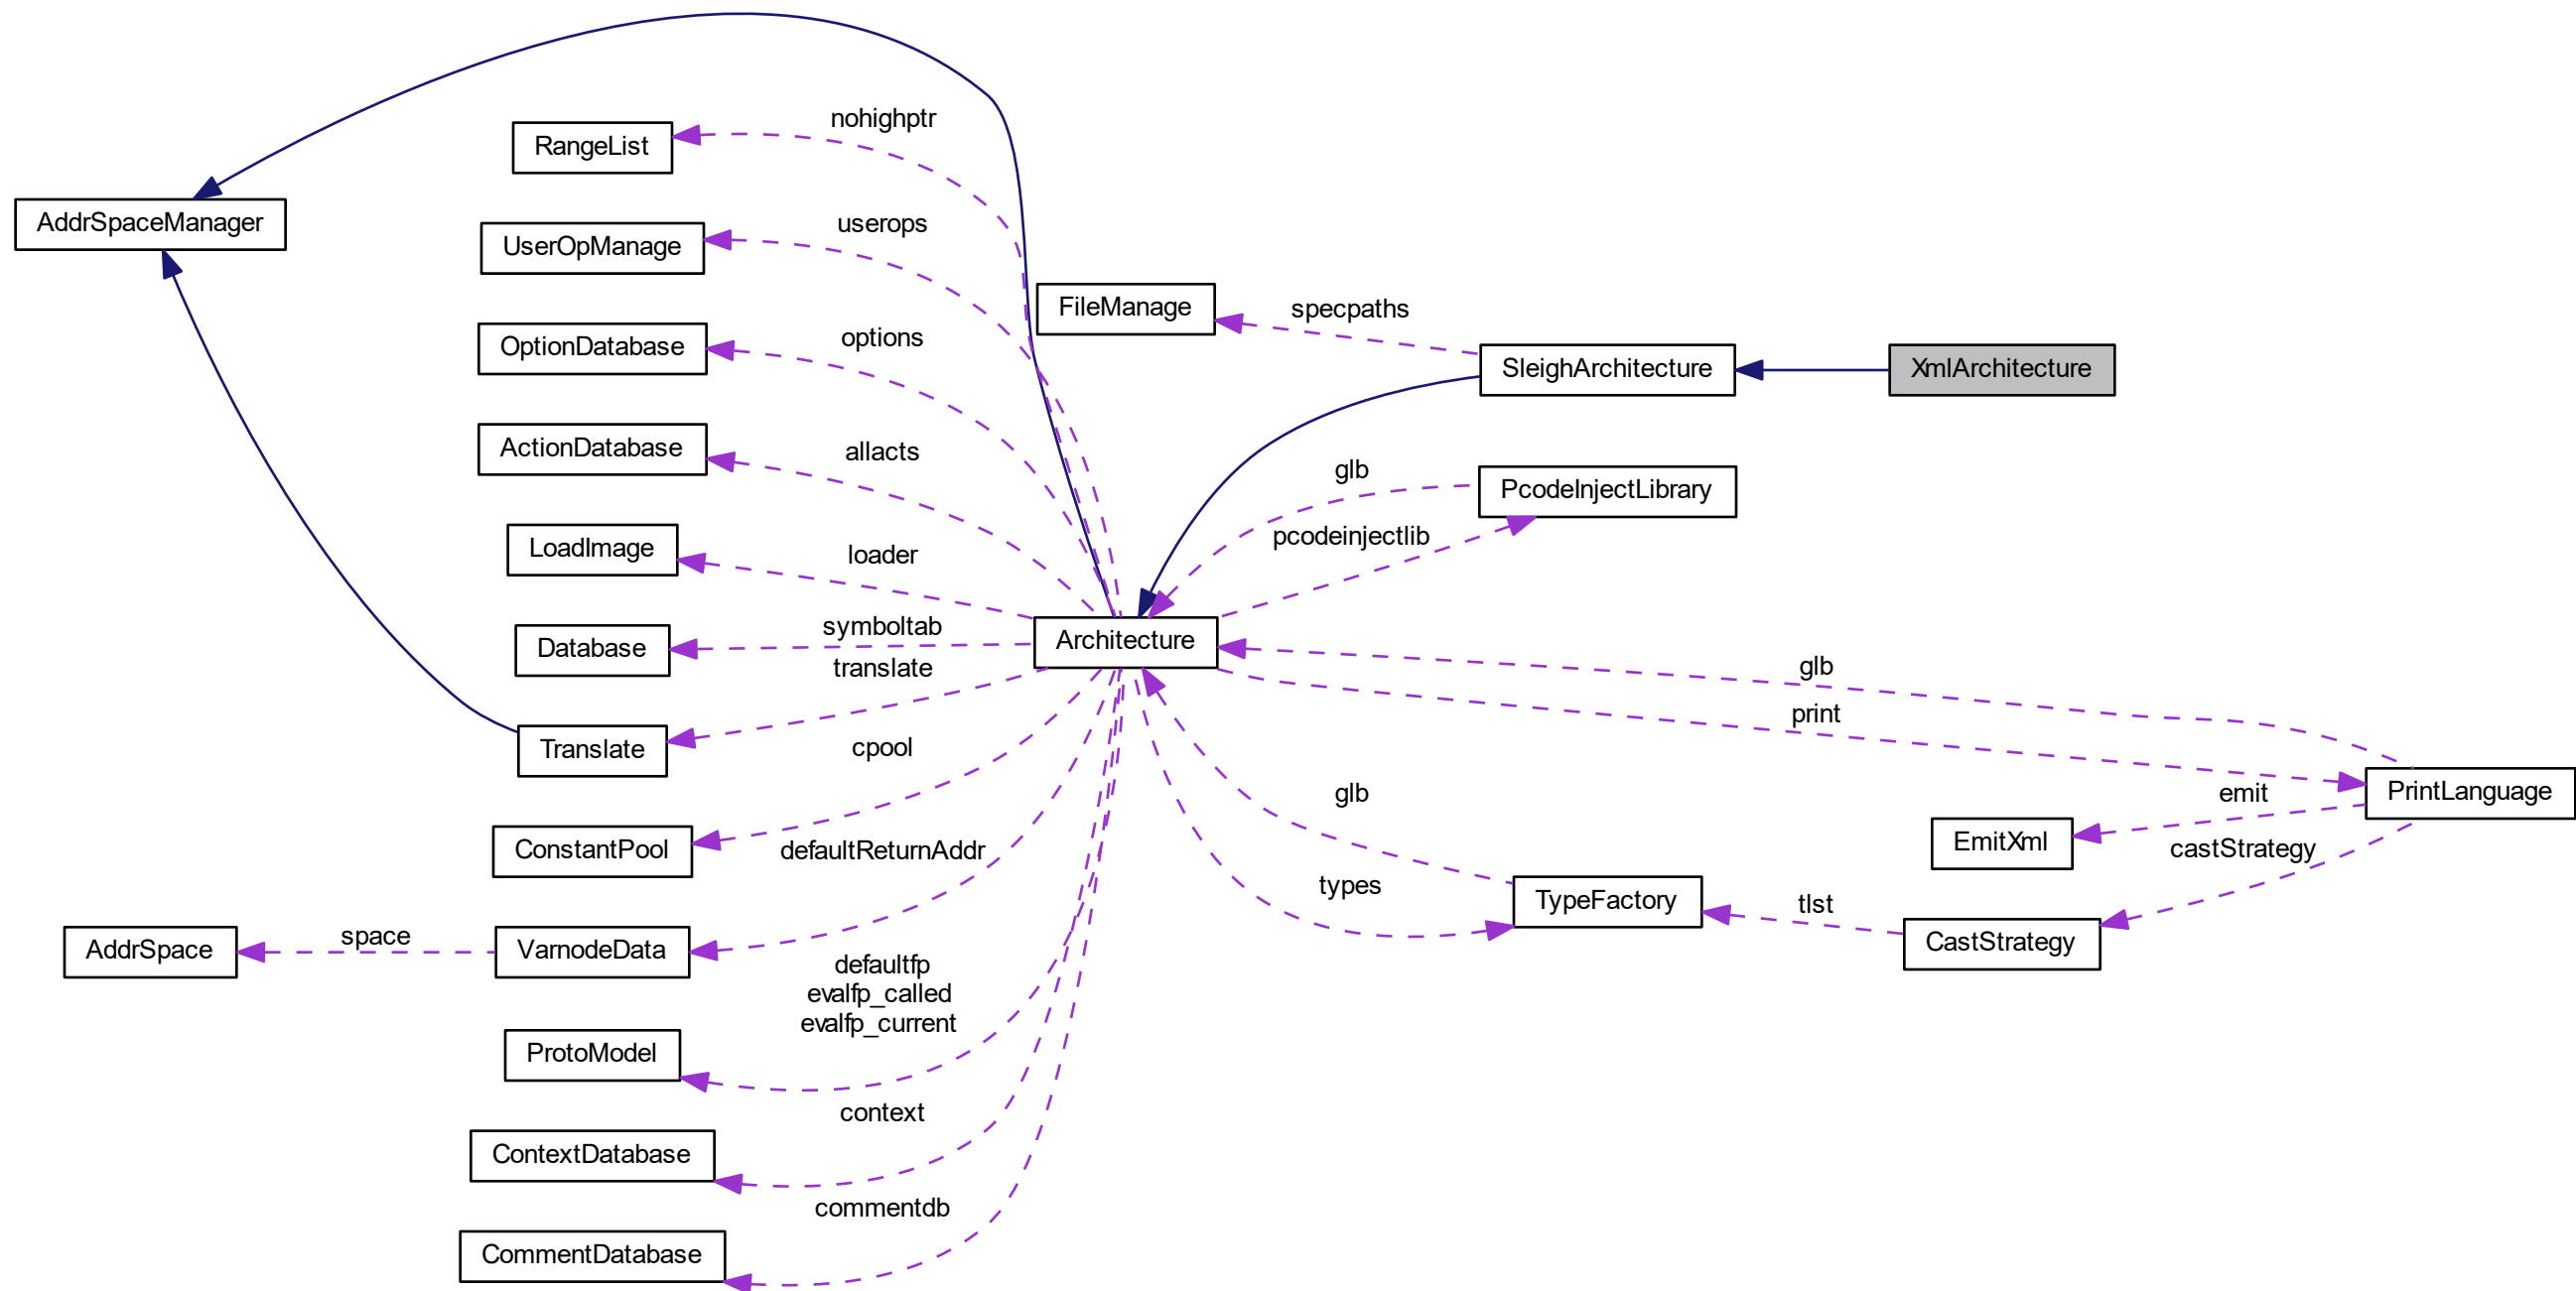 nohighptr
RangeList
AddrSpaceManager
userops
UserOpManage
FileManage
specpaths
options
OptionDatabase
SleighArchitecture
XmlArchitecture
allacts
ActionDatabase
glb
PcodeInjectLibrary
loader
LoadImage
pcodeinjectlib
symboltab
Database
Architecture
translate
glb
print
Translate
cpool
glb
emit
PrintLanguage
ConstantPool
defaultReturnAddr
EmitXml
castStrategy
types
TypeFactory
tlst
AddrSpace
space
VarnodeData
CastStrategy
defaultfp
evalfp_called
evalfp_current
ProtoModel
context
ContextDatabase
commentdb
CommentDatabase